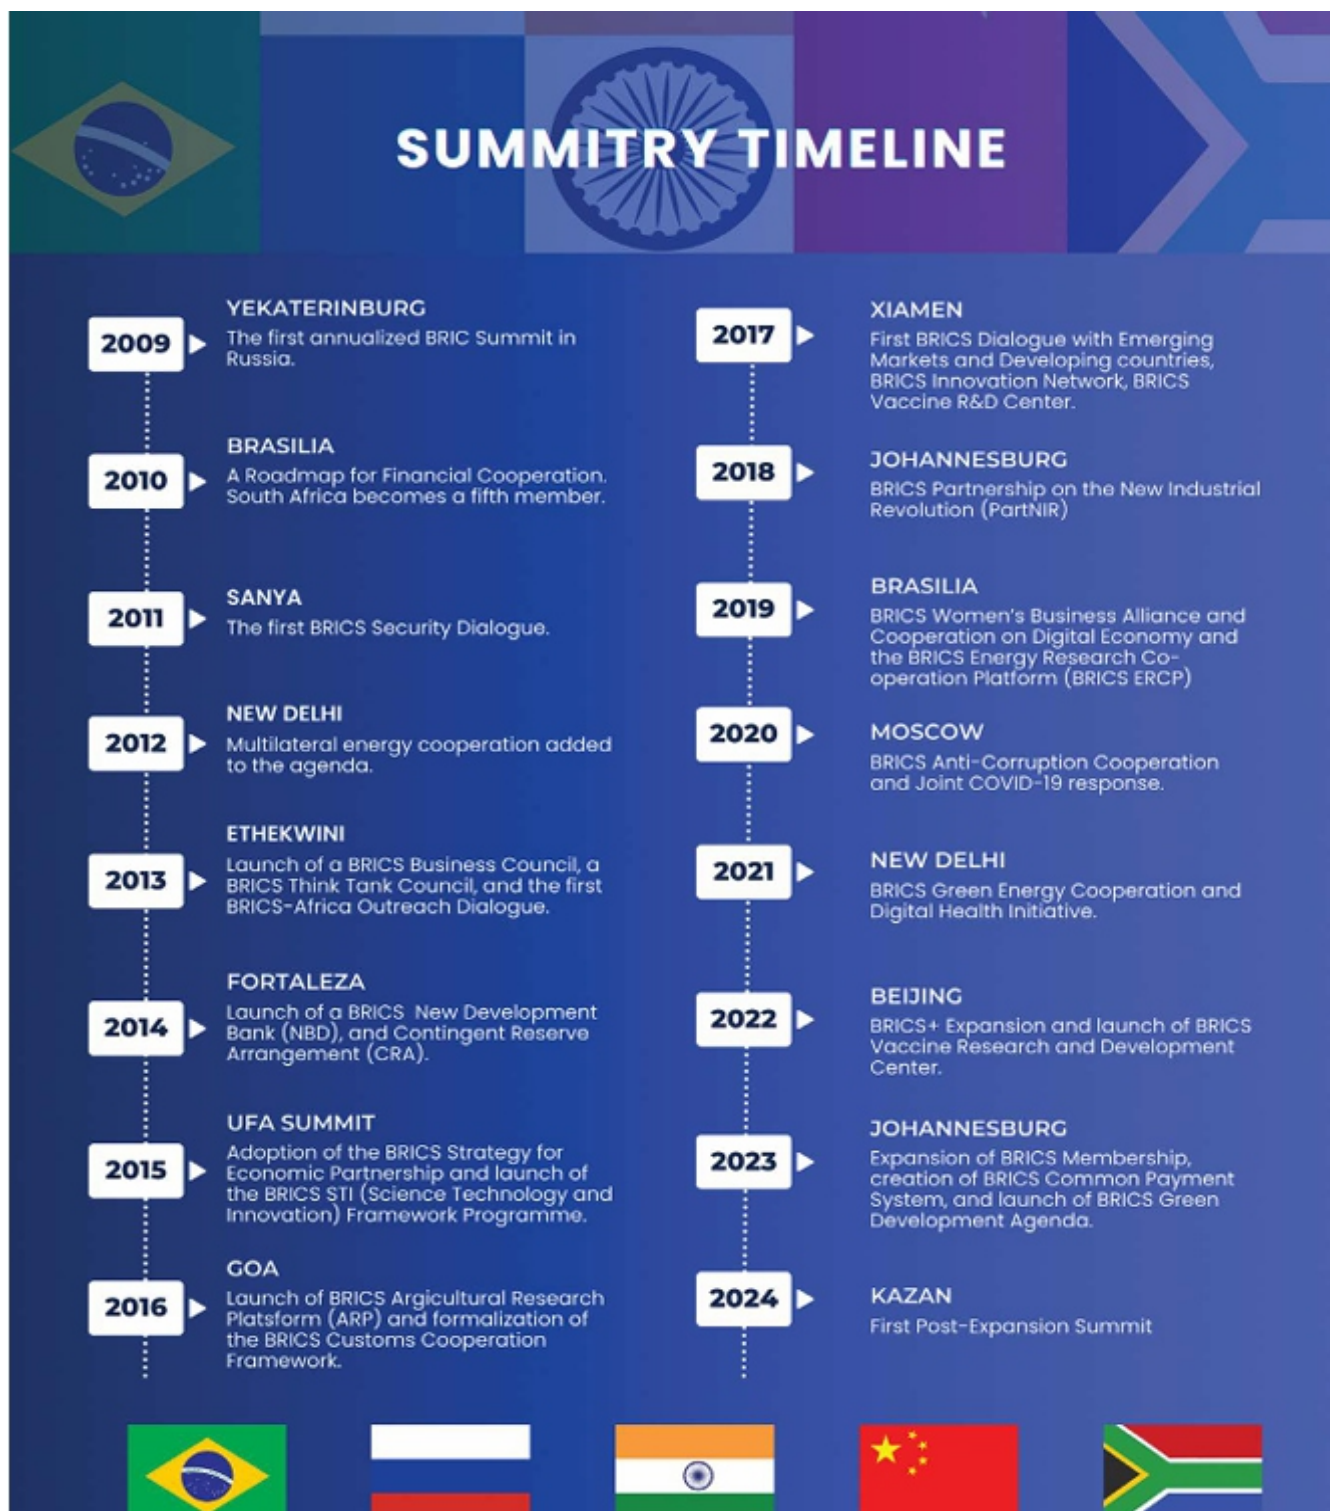 SUMMITRY TIMELINE
2009
YEKATERINBURG
The first annualized BRIC Summit in
Russia.
2010
BRASILIA
A Roadmap for Financial Cooperation.
South Africa becomes a fifth member.
2011
SANYA
The first BRICS Security Dialogue.
2012
NEW DELHI
Multilateral energy cooperation added
to the agenda.
2013
ETHEKWINI
Launch of a BRICS Business Council, a
BRICS Think Tank Council, and the first
BRICS-Africa Outreach Dialogue.
2014
FORTALEZA
Launch of a BRICS New Development
Bank (NBD), and Contingent Reserve
Arrangement (CRA).
2015
UFA SUMMIT
Adoption of the BRICS Strategy for
Economic Partnership and launch of
the BRICS STI (Science Technology and
Innovation) Framework Programme.
2016
GOA
Launch of BRICS Argicultural Research
Platsform (ARP) and formalization of
the BRICS Customs Cooperation
Framework.
2017
XIAMEN
First BRICS Dialogue with Emerging
Markets and Developing countries,
BRICS Innovation Network, BRICS
Vaccine R&D Center.
2018
JOHANNESBURG
BRICS Partnership on the New Industrial
Revolution (PartNIR)
2019
BRASILIA
BRICS Women's Business Alliance and
Cooperation on Digital Economy and
the BRICS Energy Research Co-
operation Platform (BRICS ERCP)
2020
MOSCOW
BRICS Anti-Corruption Cooperation
and Joint COVID-19 response.
2021
NEW DELHI
BRICS Green Energy Cooperation and
Digital Health Initiative.
2022
BEIJING
BRICS+ Expansion and launch of BRICS
Vaccine Research and Development
Center.
2023
JOHANNESBURG
Expansion of BRICS Membership,
creation of BRICS Common Payment
System, and launch of BRICS Green
Development Agenda.
2024
KAZAN
First Post-Expansion Summit